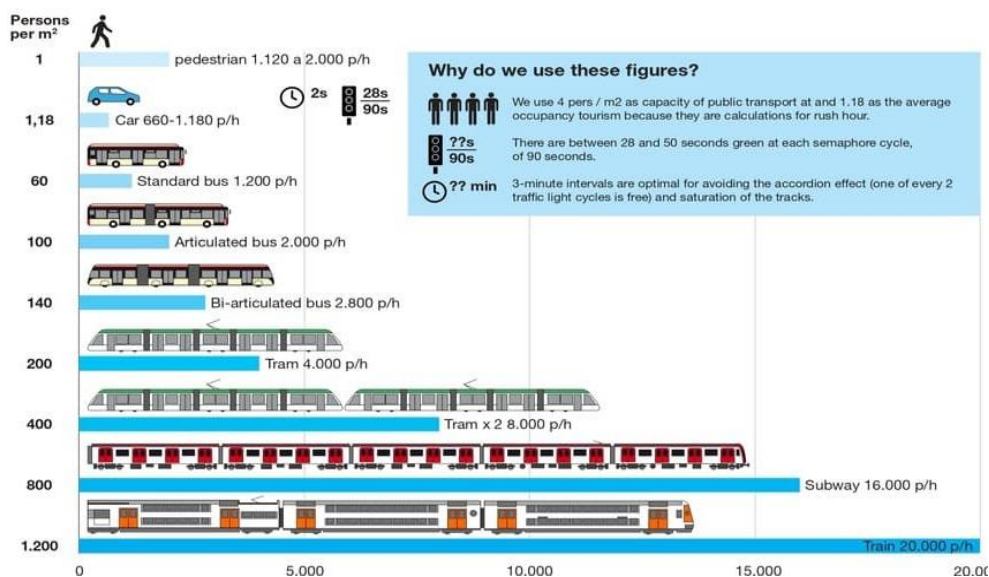 Persons
per m²
1
pedestrian 1.120 a 2.000 p/h
2s
28s
90s
1,18
Car 660-1.180 p/h
60
Standard bus 1.200 p/h
100
Articulated bus 2.000 p/h
140
Bi-articulated bus 2.800 p/h
200
Tram 4.000 p/h
400
Tram x 2 8.000 p/h
800
Subway 16.000 p/h
1.200
Train 20.000 p/h
0 5.000 10.000 15.000 20.00
Why do we use these figures?
We use 4 pers / m2 as capacity of public transport at and 1.18 as the average
occupancy tourism because they are calculations for rush hour.
??s
90s
There are between 28 and 50 seconds green at each semaphore cycle,
of 90 seconds.
?? min
3-minute intervals are optimal for avoiding the accordion effect (one of every 2
traffic light cycles is free) and saturation of the tracks.